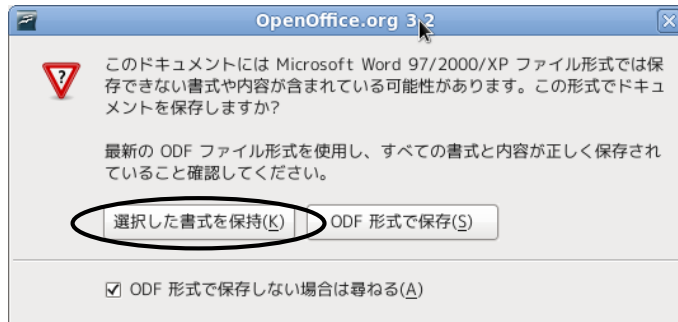 OpenOffice.org 3.2
このドキュメントには Microsoft Word 97/2000/XP ファイル形式では保
存できない書式や内容が含まれている可能性があります。この形式でドキュ
メントを保存しますか?
最新の ODF ファイル形式を使用し、すべての書式と内容が正しく保存され
ていること確認してください。
選択した書式を保持(K) ODF 形式で保存(S)
ODF 形式で保存しない場合は尋ねる(A)